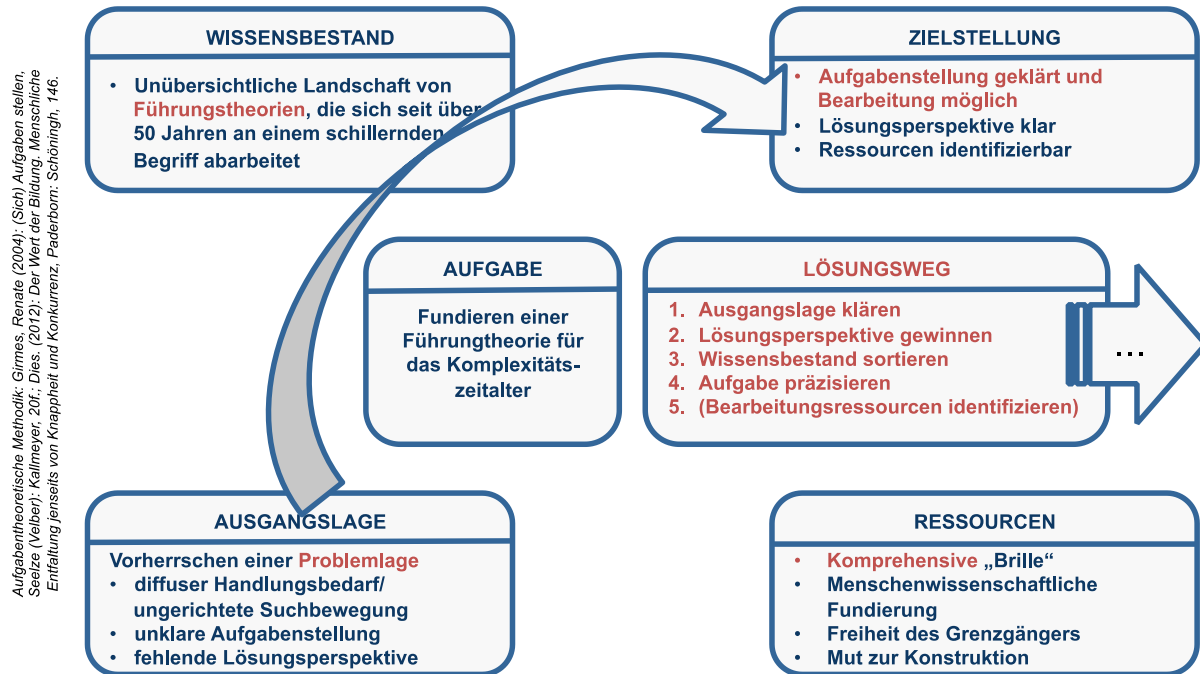 Aufgabentheoretische Methodik: Girmes, Renate (2004): (Sich) Aufgaben stellen,
Seelze (Velber): Kallmeyer, 20f.; Dies. (2012): Der Wert der Bildung. Menschliche
Entfaltung jenseits von Knappheit und Konkurrenz, Paderborn: Schöningh, 146.
WISSENSBESTAND
• Unübersichtliche Landschaft von
Führungstheorien, die sich seit über
50 Jahren an einem schillernden
Begriff abarbeitet
ZIELSTELLUNG
• Aufgabenstellung geklärt und
Bearbeitung möglich
• Lösungsperspektive klar
• Ressourcen identifizierbar
AUFGABE
Fundieren einer
Führungtheorie für
das Komplexitäts-
zeitalter
LÖSUNGSWEG
1. Ausgangslage klären
2. Lösungsperspektive gewinnen
3. Wissensbestand sortieren
4. Aufgabe präzisieren
5. (Bearbeitungsressourcen identifizieren)
...
AUSGANGSLAGE
Vorherrschen einer Problemlage
• diffuser Handlungsbedarf/
ungerichtete Suchbewegung
• unklare Aufgabenstellung
• fehlende Lösungsperspektive
RESSOURCEN
• Komprehensive „Brille“
• Menschenwissenschaftliche
Fundierung
• Freiheit des Grenzgängers
• Mut zur Konstruktion